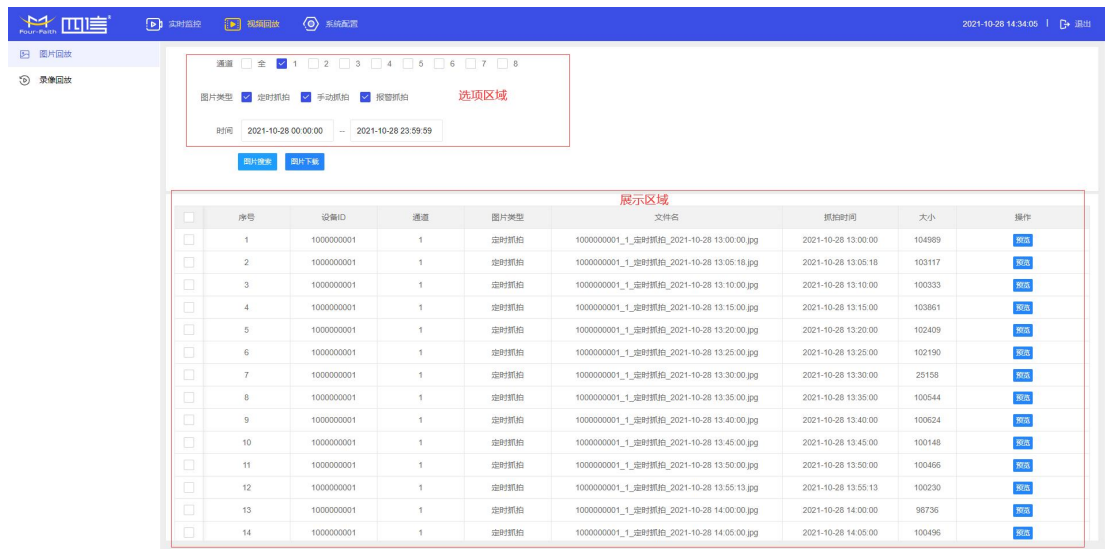 Four-Faith 四信 实时监控 视频回放 系统配置 2021-10-28 14:34:05 退出
图片回放
录像回放
通道 全 1 2 3 4 5 6 7 8
图片类型 定时抓拍 手动抓拍 报警抓拍 选项区域
时间 2021-10-28 00:00:00 -- 2021-10-28 23:59:59
图片搜索 图片下载
展示区域
序号 设备ID 通道 图片类型 文件名 抓拍时间 大小 操作
1 1000000001 1 定时抓拍 1000000001_1_定时抓拍_2021-10-28 13:00:00.jpg 2021-10-28 13:00:00 104989 预览
2 1000000001 1 定时抓拍 1000000001_1_定时抓拍_2021-10-28 13:05:18.jpg 2021-10-28 13:05:18 103117 预览
3 1000000001 1 定时抓拍 1000000001_1_定时抓拍_2021-10-28 13:10:00.jpg 2021-10-28 13:10:00 100333 预览
4 1000000001 1 定时抓拍 1000000001_1_定时抓拍_2021-10-28 13:15:00.jpg 2021-10-28 13:15:00 103861 预览
5 1000000001 1 定时抓拍 1000000001_1_定时抓拍_2021-10-28 13:20:00.jpg 2021-10-28 13:20:00 102409 预览
6 1000000001 1 定时抓拍 1000000001_1_定时抓拍_2021-10-28 13:25:00.jpg 2021-10-28 13:25:00 102190 预览
7 1000000001 1 定时抓拍 1000000001_1_定时抓拍_2021-10-28 13:30:00.jpg 2021-10-28 13:30:00 25158 预览
8 1000000001 1 定时抓拍 1000000001_1_定时抓拍_2021-10-28 13:35:00.jpg 2021-10-28 13:35:00 100544 预览
9 1000000001 1 定时抓拍 1000000001_1_定时抓拍_2021-10-28 13:40:00.jpg 2021-10-28 13:40:00 100624 预览
10 1000000001 1 定时抓拍 1000000001_1_定时抓拍_2021-10-28 13:45:00.jpg 2021-10-28 13:45:00 100148 预览
11 1000000001 1 定时抓拍 1000000001_1_定时抓拍_2021-10-28 13:50:00.jpg 2021-10-28 13:50:00 100466 预览
12 1000000001 1 定时抓拍 1000000001_1_定时抓拍_2021-10-28 13:55:13.jpg 2021-10-28 13:55:13 100230 预览
13 1000000001 1 定时抓拍 1000000001_1_定时抓拍_2021-10-28 14:00:00.jpg 2021-10-28 14:00:00 98736 预览
14 1000000001 1 定时抓拍 1000000001_1_定时抓拍_2021-10-28 14:05:00.jpg 2021-10-28 14:05:00 100496 预览